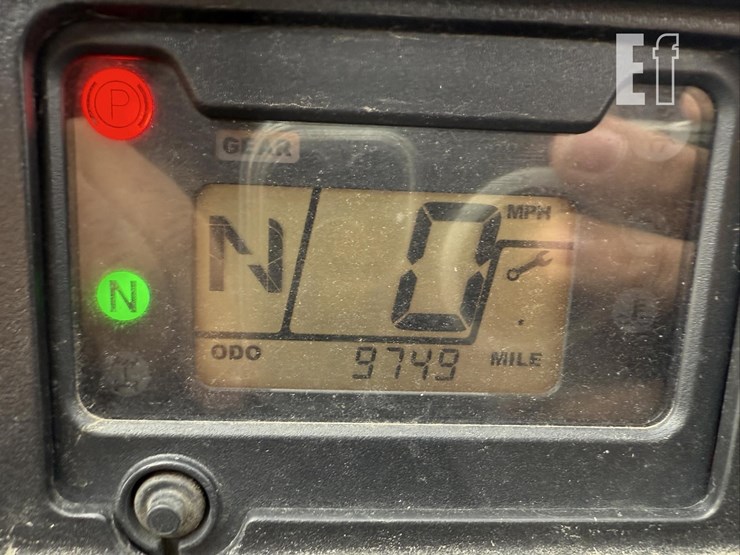 Ef
P
GEAR
N 0 MPH
N
ODO 9749 MILE